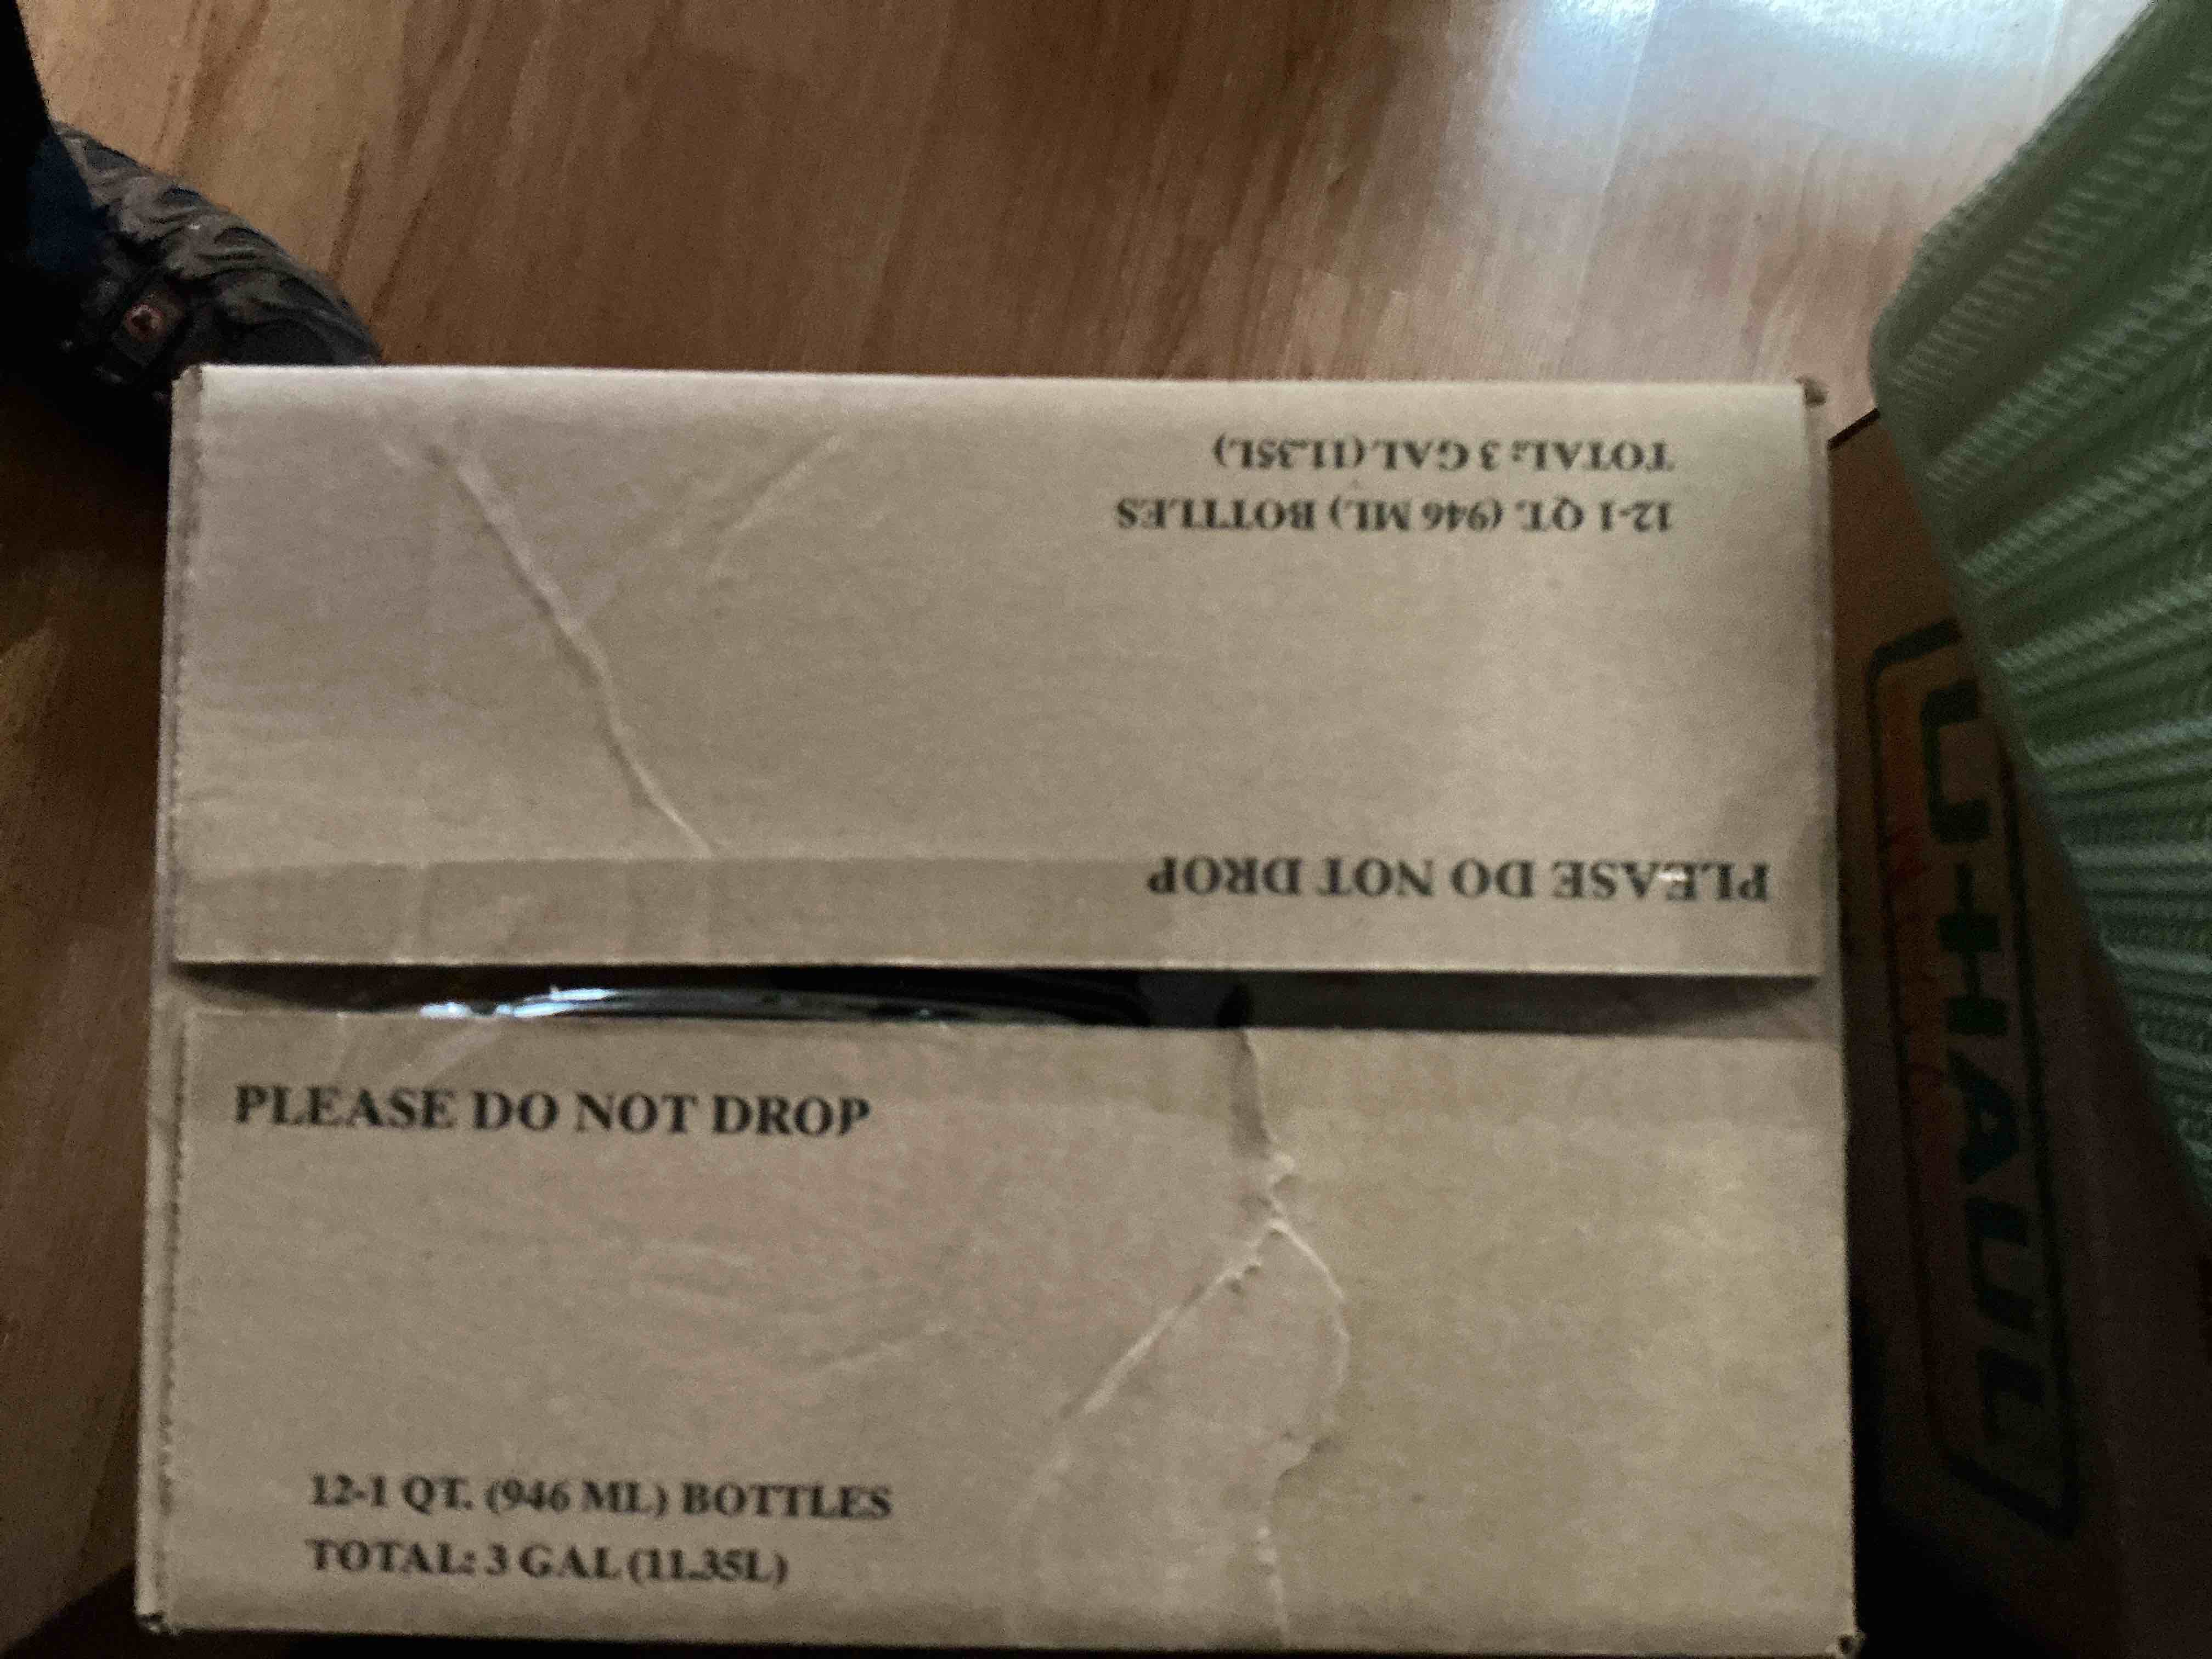 TOTAL: 3 GAL (11.35L)
12-1 QT. (946 ML) BOTTLES
PLEASE DO NOT DROP
PLEASE DO NOT DROP
12-1 QT. (946 ML) BOTTLES
TOTAL: 3 GAL (11.35L)
U-HAUL